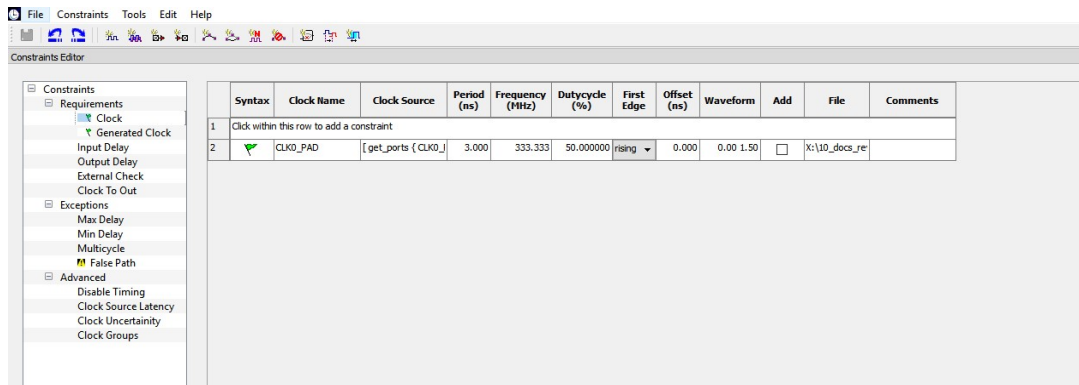 File Constraints Tools Edit Help
Constraints Editor
Constraints
Requirements
Clock
Generated Clock
Input Delay
Output Delay
External Check
Clock To Out
Exceptions
Max Delay
Min Delay
Multicycle
False Path
Advanced
Disable Timing
Clock Source Latency
Clock Uncertainity
Clock Groups
Syntax Clock Name Clock Source Period (ns) Frequency (MHz) Dutycycle (%) First Edge Offset (ns) Waveform Add File Comments
1 Click within this row to add a constraint
2 CLK0_PAD [ get_ports { CLK0_ 3.000 333.333 50.000000 rising 0.000 0.00 1.50 X:\10_docs_re